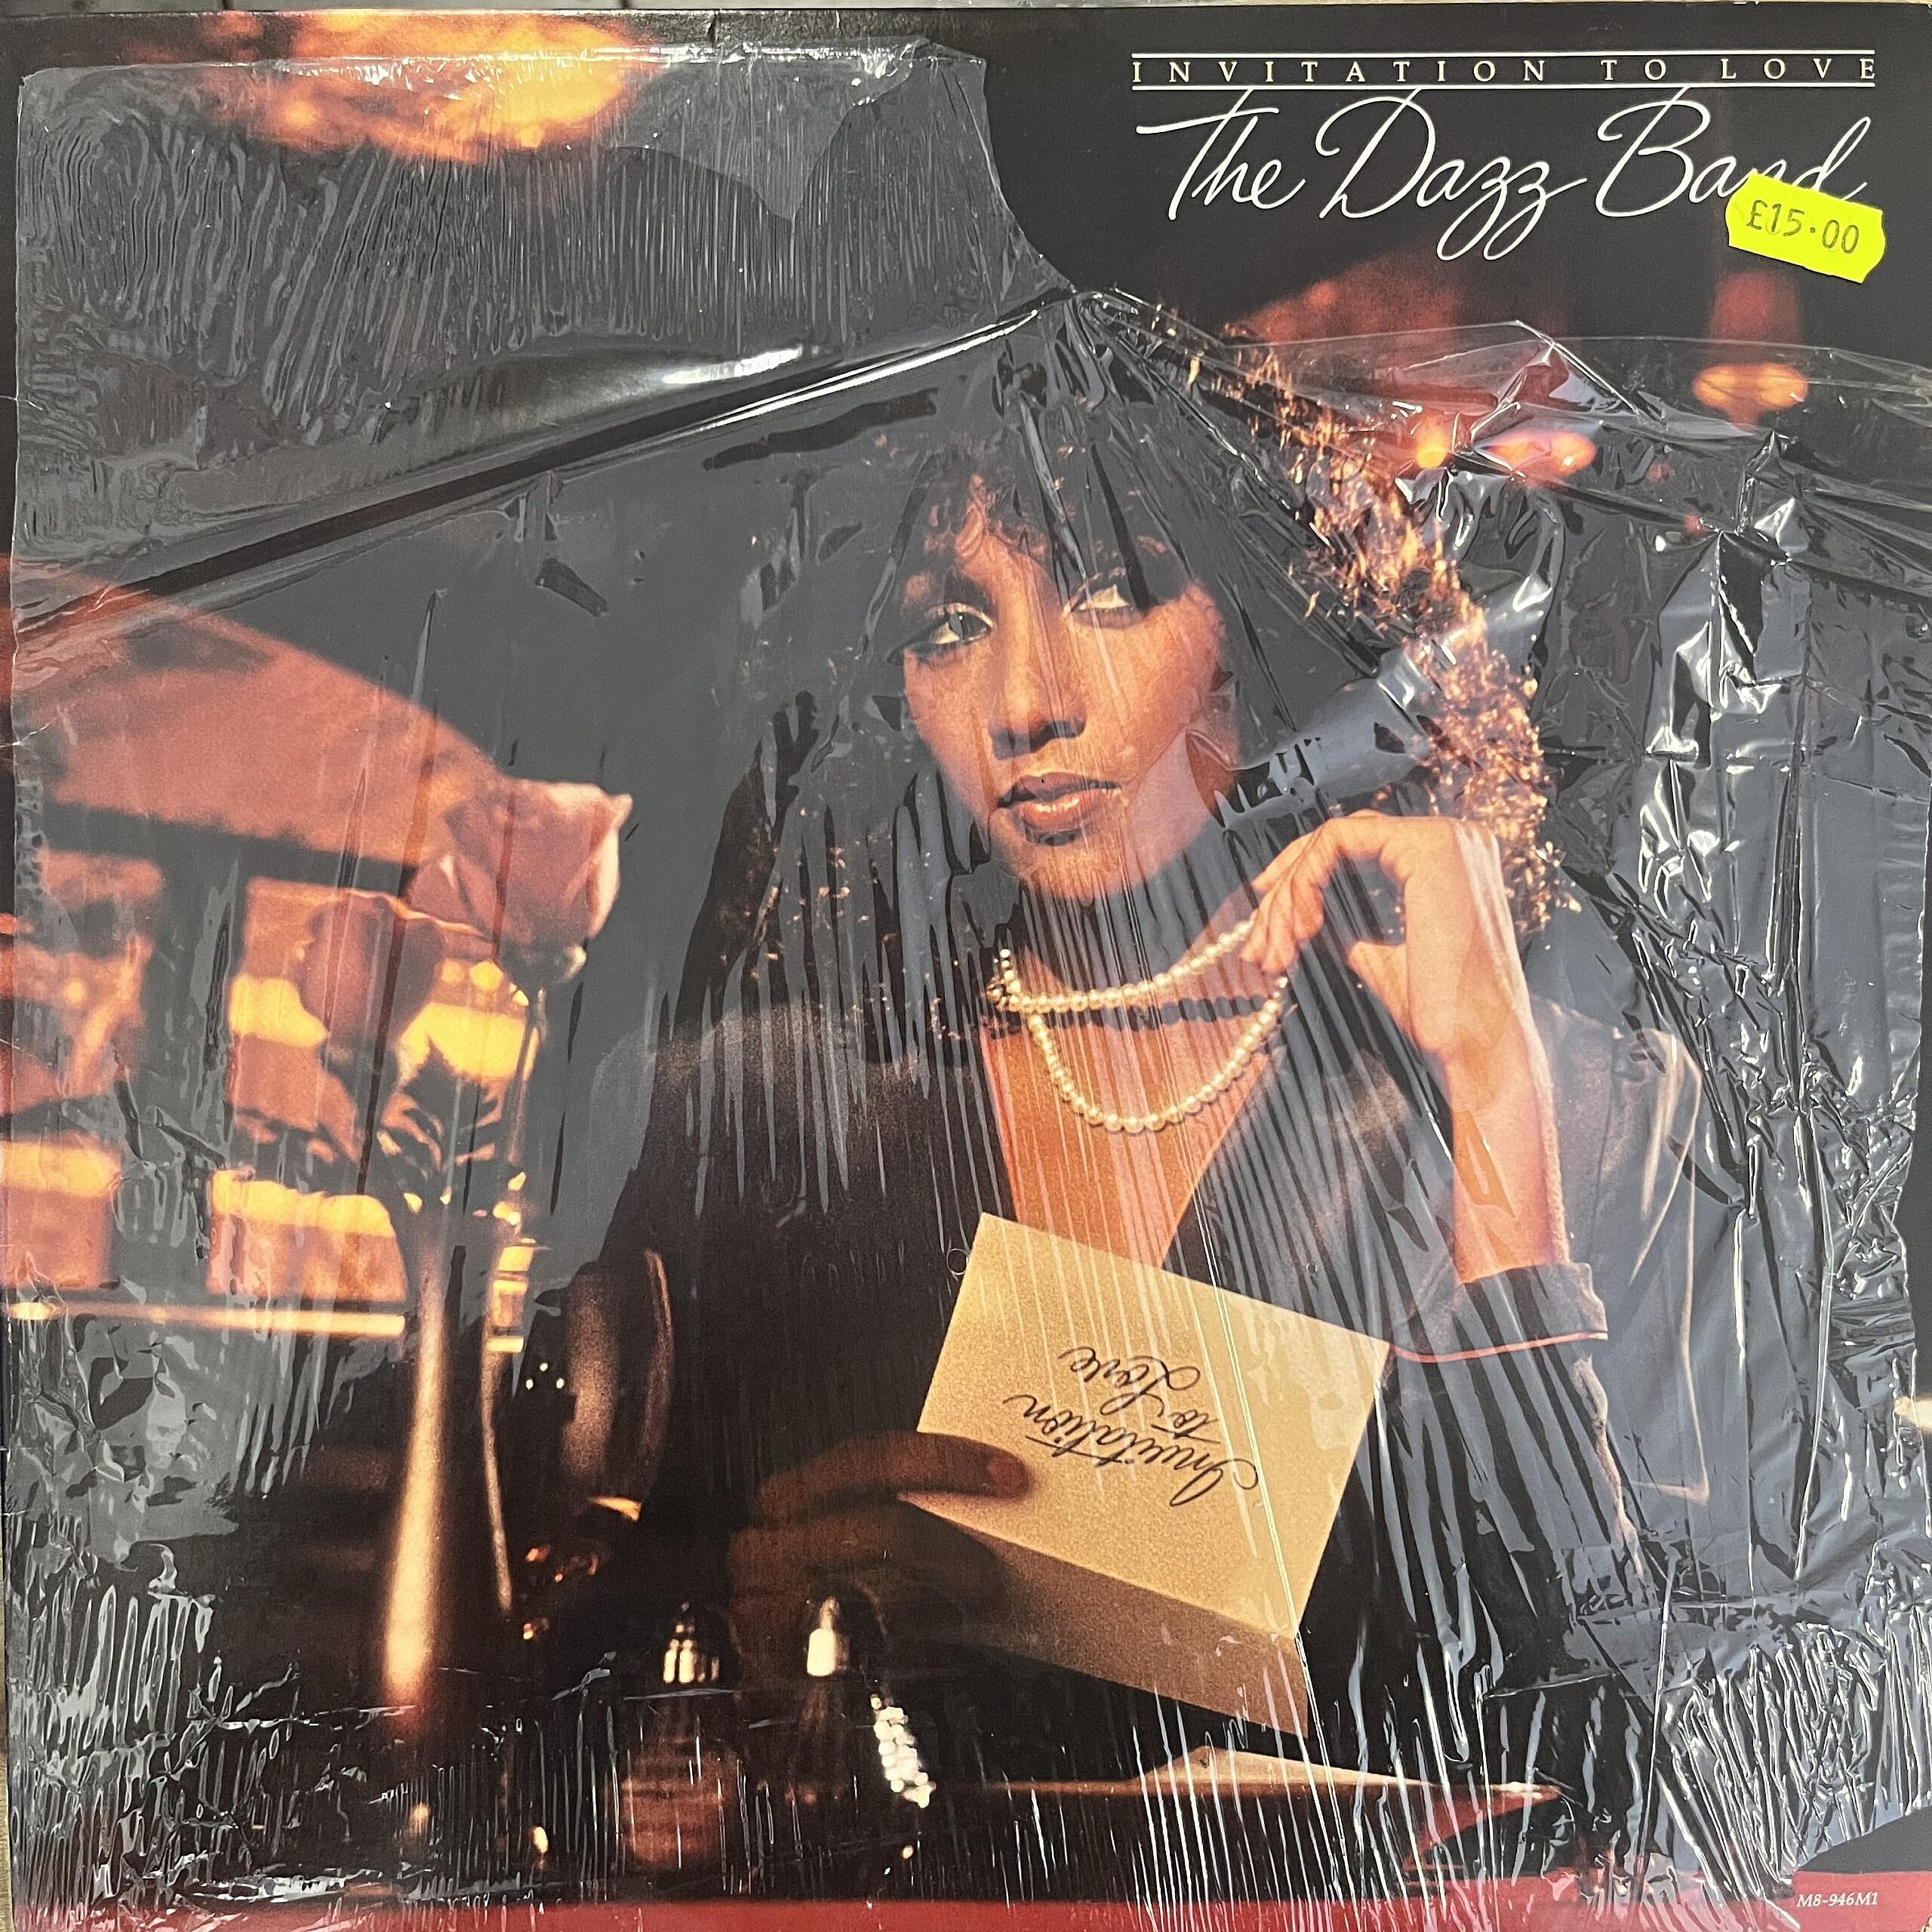 INVITATION TO LOVE
The Dazz Band
£15.00
Invitation
to
Love
M8-946M1